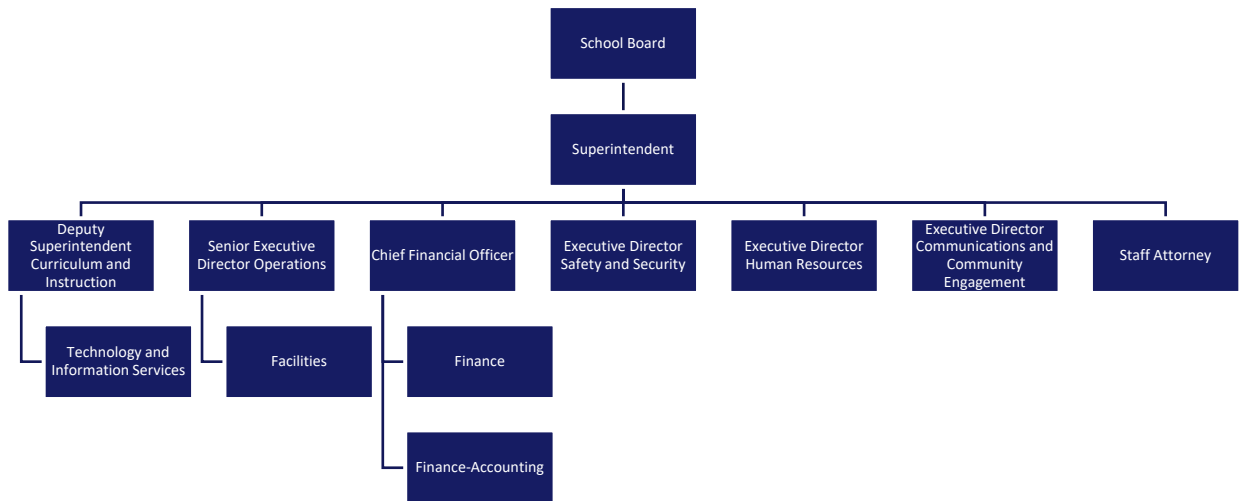 School Board
Superintendent
Deputy
Superintendent
Curriculum and
Instruction
Senior Executive
Director Operations
Chief Financial Officer
Executive Director
Safety and Security
Executive Director
Human Resources
Executive Director
Communications and
Community
Engagement
Staff Attorney
Technology and
Information Services
Facilities
Finance
Finance-Accounting